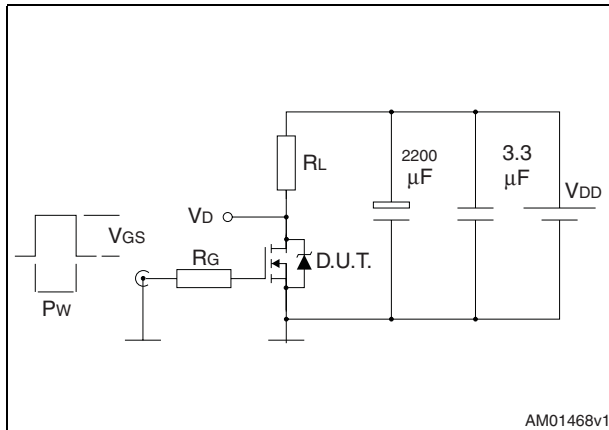 RL
2200
μF
3.3
μF
VDD
VD
VGS
RG
D.U.T.
PW
AM01468v1